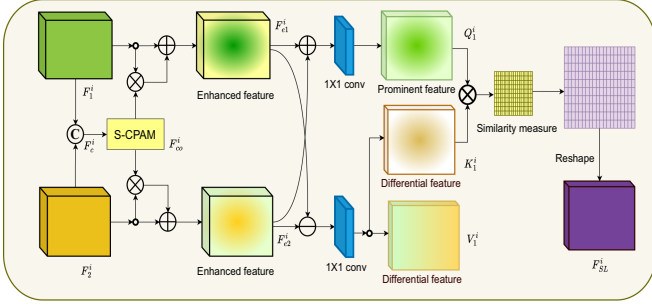 F_1^i
F_2^i
C
F_c^i
S-CPAM
F_{co}^i
F_{e1}^i
Enhanced feature
F_{e2}^i
Enhanced feature
1X1 conv
1X1 conv
Q_1^i
Prominent feature
K_1^i
Differential feature
V_1^i
Differential feature
Similarity measure
Reshape
F_{SL}^i